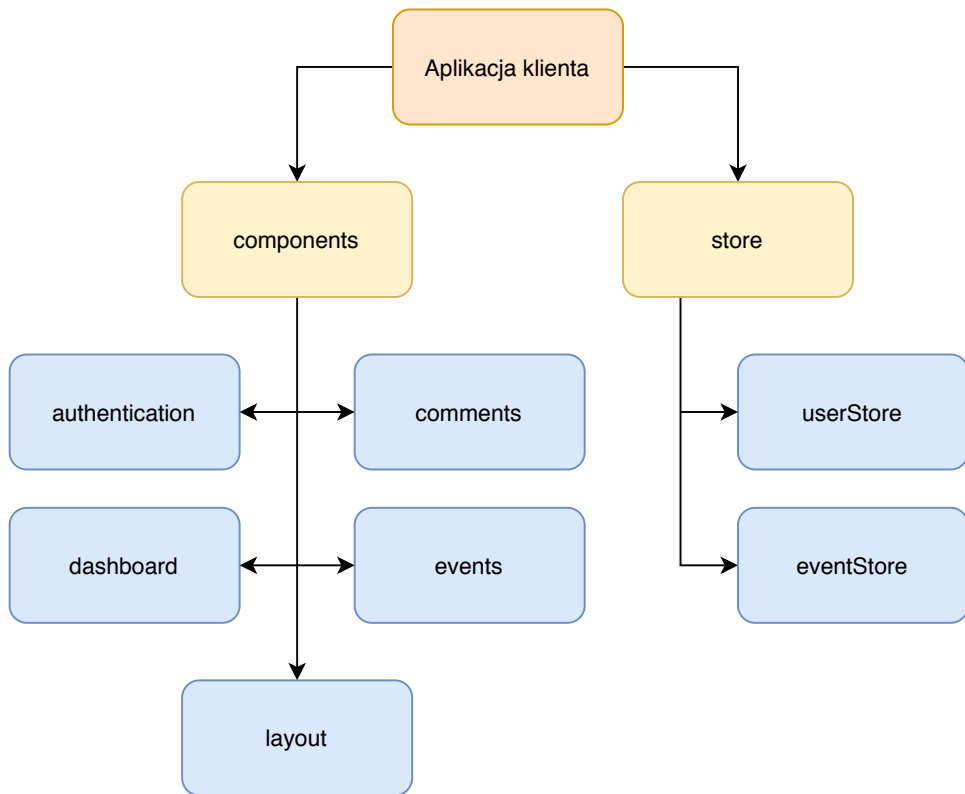 Aplikacja klienta
components
store
authentication
comments
userStore
dashboard
events
eventStore
layout